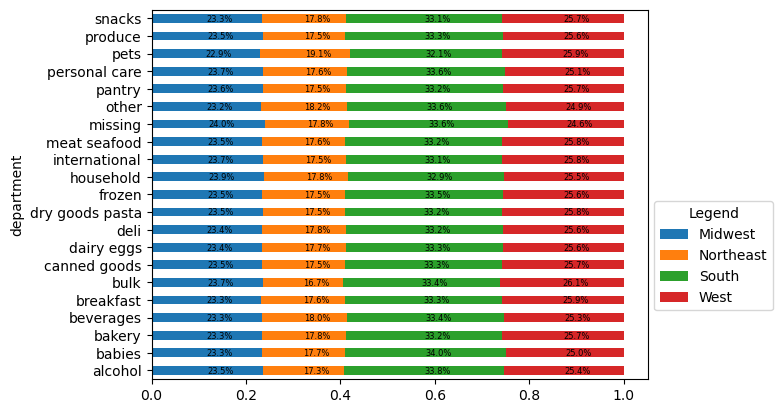 snacks 23.3% 17.8% 33.1% 25.7%
produce 23.5% 17.5% 33.3% 25.6%
pets 22.9% 19.1% 32.1% 25.9%
personal care 23.7% 17.6% 33.6% 25.1%
pantry 23.6% 17.5% 33.2% 25.7%
other 23.2% 18.2% 33.6% 24.9%
missing 24.0% 17.8% 33.6% 24.6%
meat seafood 23.5% 17.6% 33.2% 25.8%
international 23.7% 17.5% 33.1% 25.8%
household 23.9% 17.8% 32.9% 25.5%
frozen 23.5% 17.5% 33.5% 25.6%
dry goods pasta 23.5% 17.5% 33.2% 25.8%
deli 23.4% 17.8% 33.2% 25.6%
dairy eggs 23.4% 17.7% 33.3% 25.6%
canned goods 23.5% 17.5% 33.3% 25.7%
bulk 23.7% 16.7% 33.4% 26.1%
breakfast 23.3% 17.6% 33.3% 25.9%
beverages 23.3% 18.0% 33.4% 25.3%
bakery 23.3% 17.8% 33.2% 25.7%
babies 23.3% 17.7% 34.0% 25.0%
alcohol 23.5% 17.3% 33.8% 25.4%
department
0.0 0.2 0.4 0.6 0.8 1.0
Legend
Midwest
Northeast
South
West